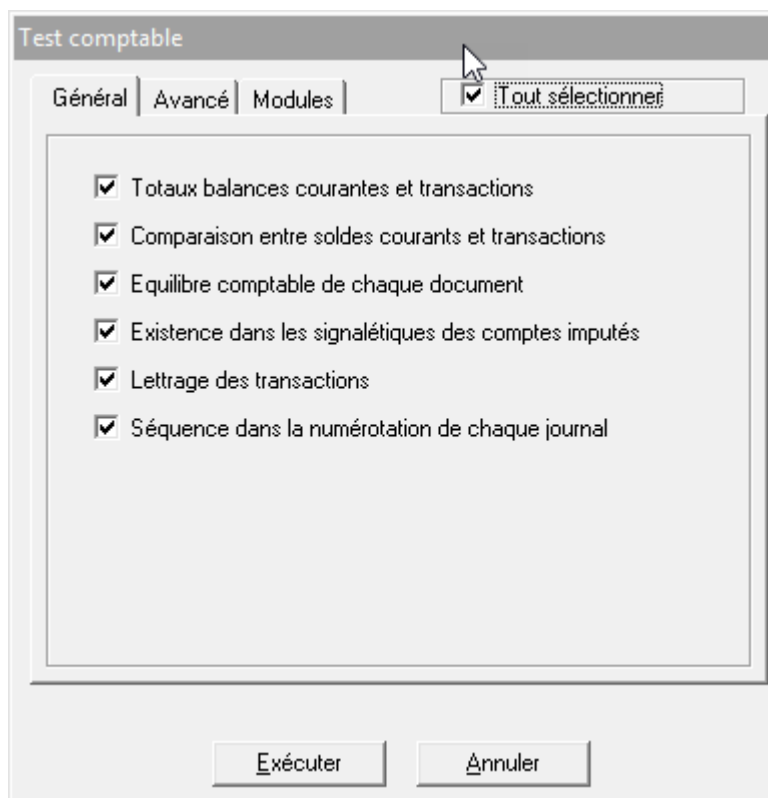 Test comptable
Général Avancé Modules Tout sélectionner
Totaux balances courantes et transactions
Comparaison entre soldes courants et transactions
Equilibre comptable de chaque document
Existence dans les signalétiques des comptes imputés
Lettrage des transactions
Séquence dans la numérotation de chaque journal
Exécuter Annuler